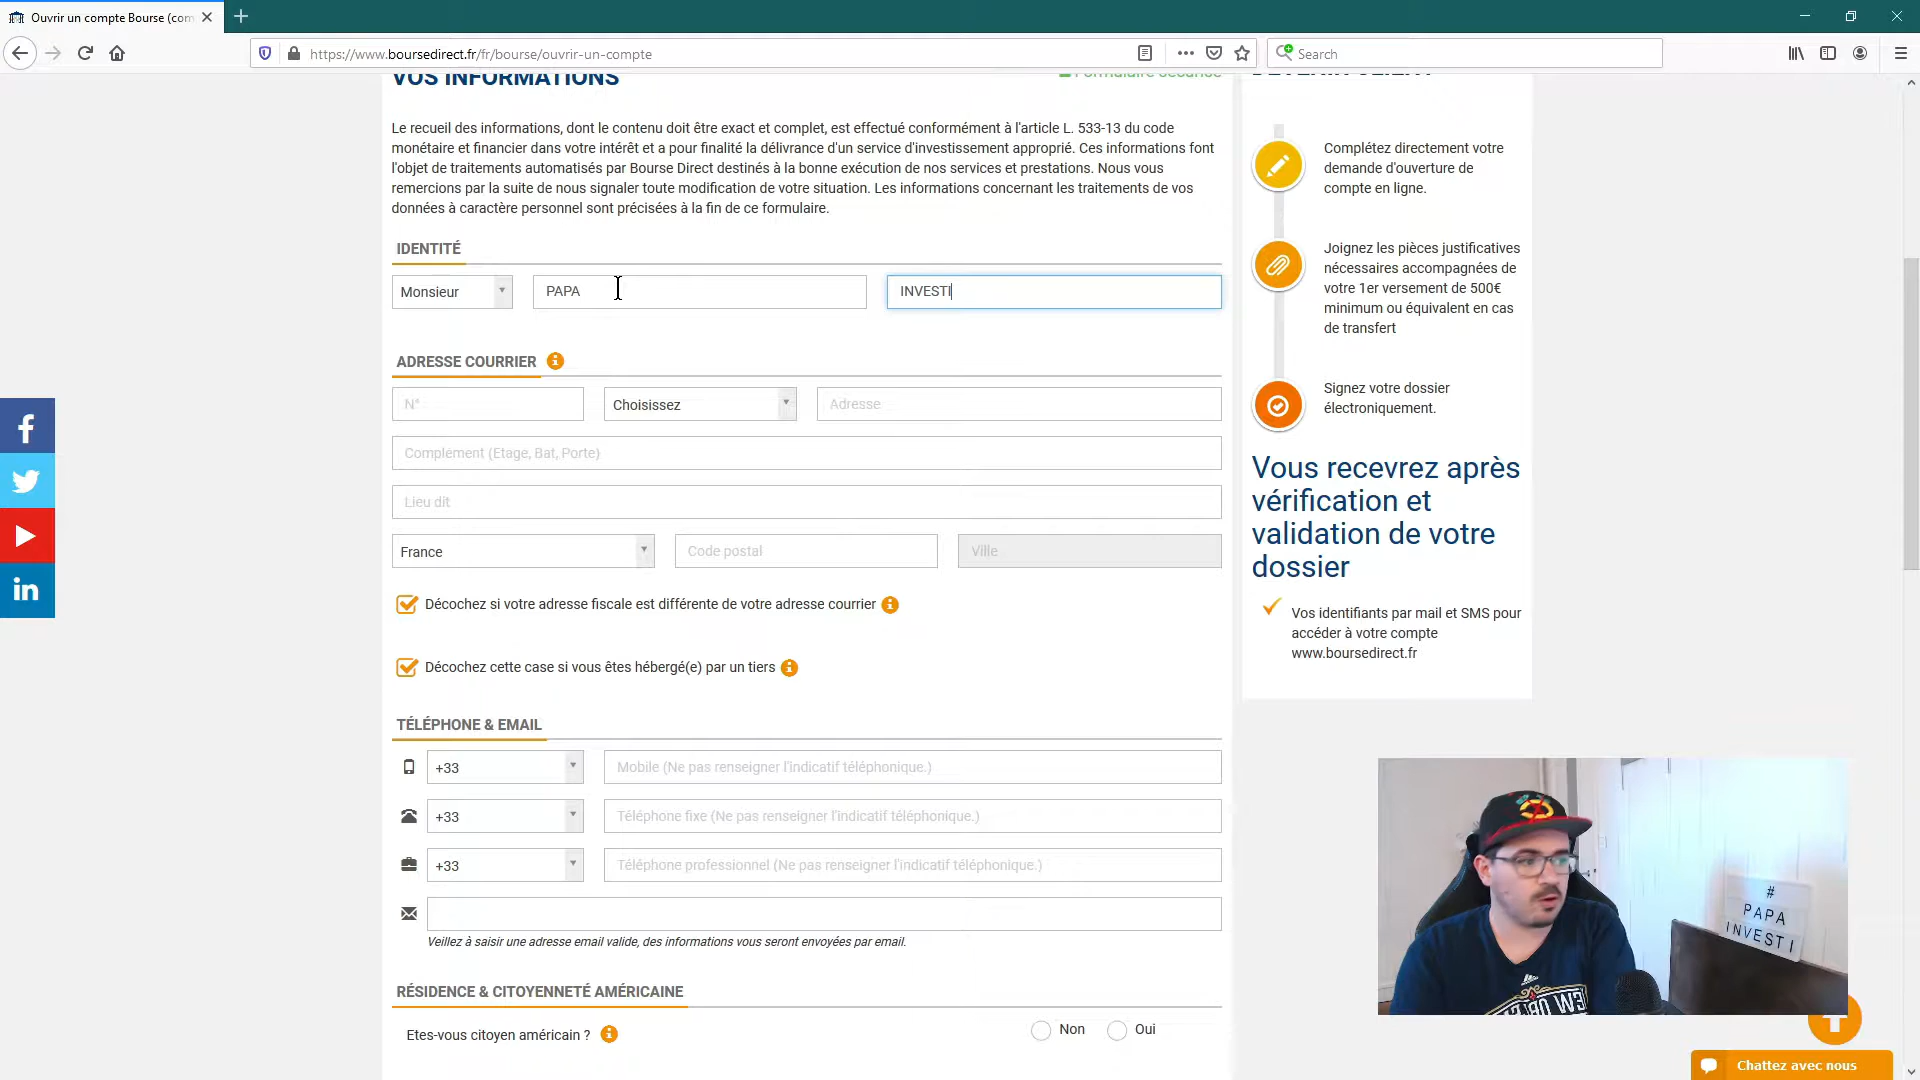 Ouvrir un compte Bourse (com
https://www.boursedirect.fr/fr/bourse/ouvrir-un-compte
Search
VOS INFORMATIONS
Formulaire sécurisé
DEVENIR CLIENT
Le recueil des informations, dont le contenu doit être exact et complet, est effectué conformément à l'article L. 533-13 du code
monétaire et financier dans votre intérêt et a pour finalité la délivrance d'un service d'investissement approprié. Ces informations font
l'objet de traitements automatisés par Bourse Direct destinés à la bonne exécution de nos services et prestations. Nous vous
remercions par la suite de nous signaler toute modification de votre situation. Les informations concernant les traitements de vos
données à caractère personnel sont précisées à la fin de ce formulaire.
IDENTITÉ
Monsieur
PAPA
INVESTI
ADRESSE COURRIER
N°
Choisissez
Adresse
Complément (Etage, Bat, Porte)
Lieu dit
France
Code postal
Ville
Décochez si votre adresse fiscale est différente de votre adresse courrier
Décochez cette case si vous êtes hébergé(e) par un tiers
TÉLÉPHONE & EMAIL
+33
Mobile (Ne pas renseigner l'indicatif téléphonique.)
+33
Téléphone fixe (Ne pas renseigner l'indicatif téléphonique.)
+33
Téléphone professionnel (Ne pas renseigner l'indicatif téléphonique.)
Veillez à saisir une adresse email valide, des informations vous seront envoyées par email.
RÉSIDENCE & CITOYENNETÉ AMÉRICAINE
Etes-vous citoyen américain ?
Non
Oui
Complétez directement votre
demande d'ouverture de
compte en ligne.
Joignez les pièces justificatives
nécessaires accompagnées de
votre 1er versement de 500€
minimum ou équivalent en cas
de transfert
Signez votre dossier
électroniquement.
Vous recevrez après
vérification et
validation de votre
dossier
Vos identifiants par mail et SMS pour
accéder à votre compte
www.boursedirect.fr
#
PAPA
INVESTI
Chattez avec nous